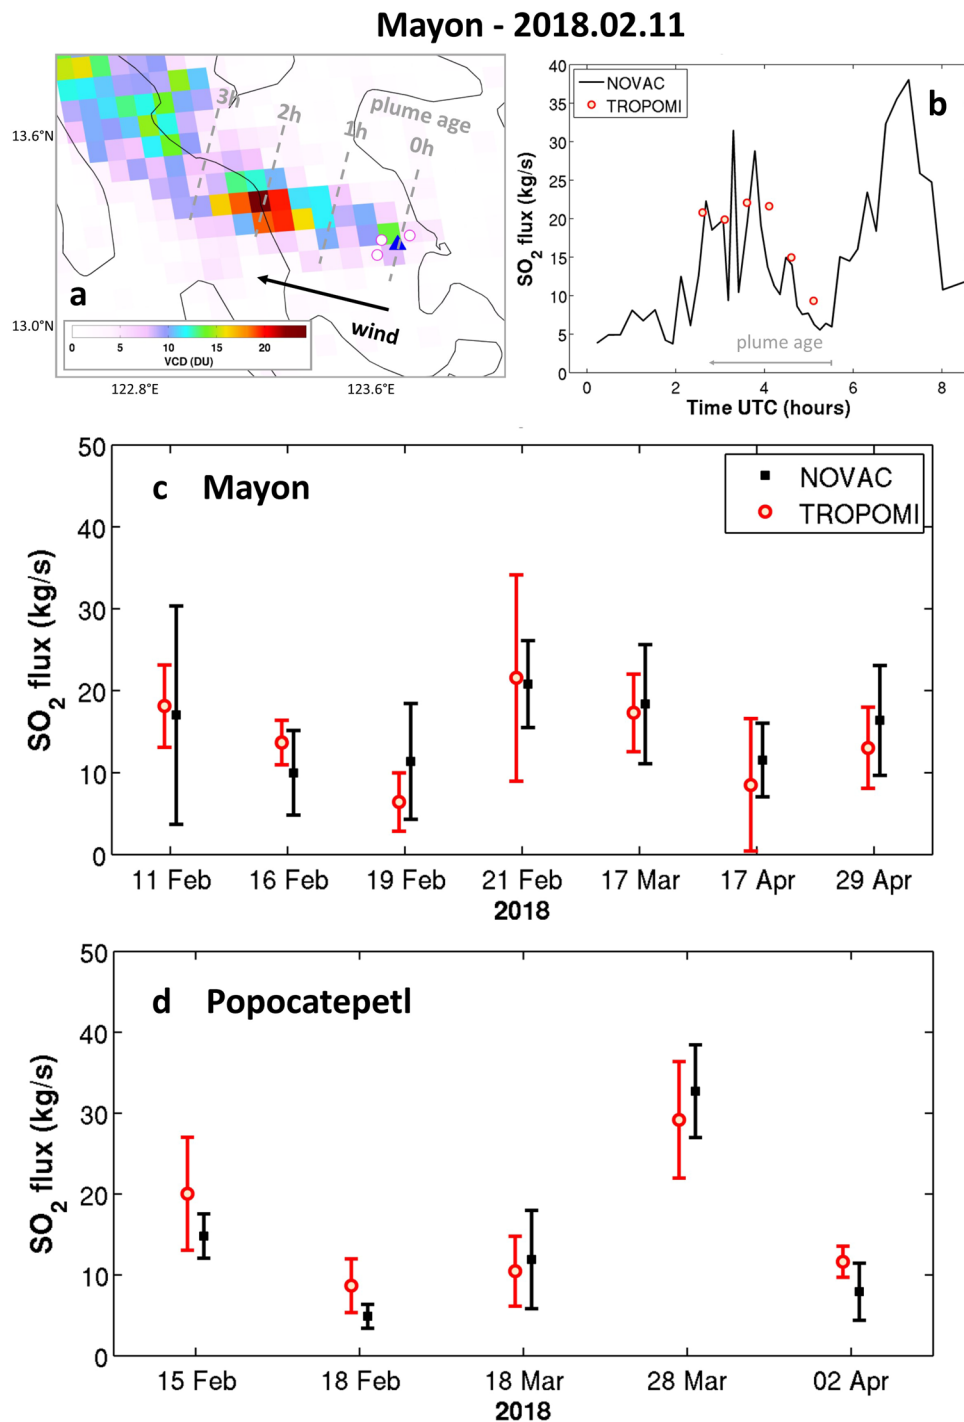 Mayon - 2018.02.11
13.6°N
13.0°N
3h
2h
1h
0h
plume age
a
wind
0 5 10 15 20
VCD (DU)
122.8°E 123.6°E
NOVAC
TROPOMI
b
SO2 flux (kg/s)
40
35
30
25
20
15
10
5
0
plume age
0 2 4 6 8
Time UTC (hours)
c Mayon
NOVAC
TROPOMI
SO2 flux (kg/s)
50
40
30
20
10
0
11 Feb 16 Feb 19 Feb 21 Feb 17 Mar 17 Apr 29 Apr
2018
d Popocatepetl
SO2 flux (kg/s)
50
40
30
20
10
0
15 Feb 18 Feb 18 Mar 28 Mar 02 Apr
2018